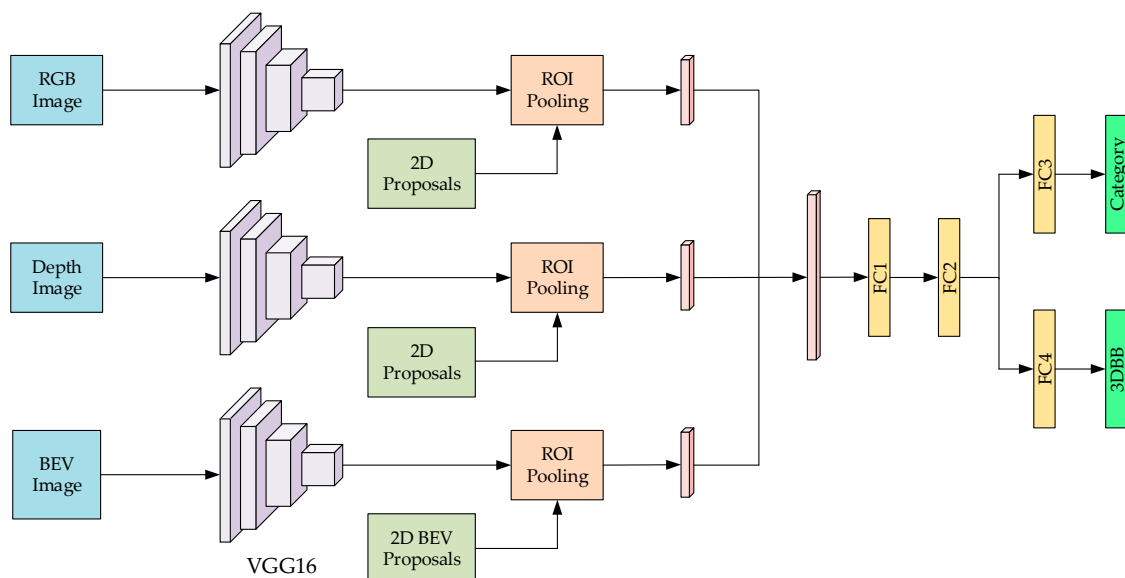 RGB
Image
ROI
Pooling
2D
Proposals
FC3
Category
Depth
Image
ROI
Pooling
2D
Proposals
FC1
FC2
FC4
3DBB
BEV
Image
ROI
Pooling
2D BEV
Proposals
VGG16